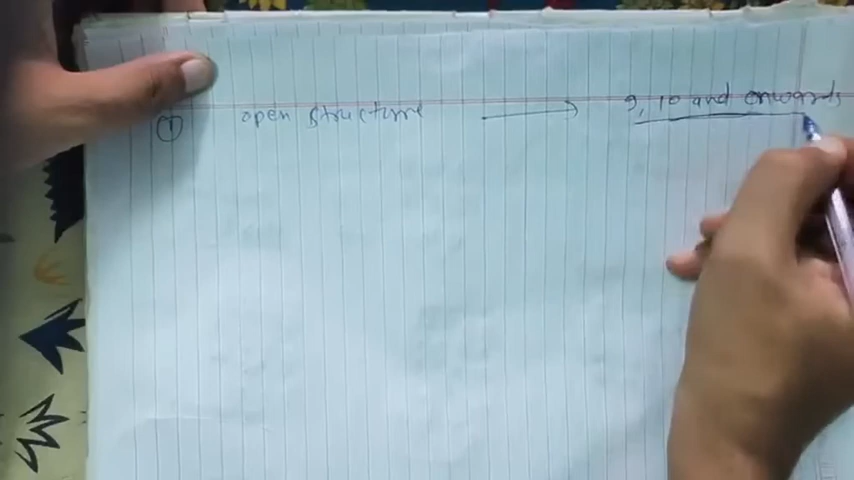 ① open structure → 9, 10 and onwards